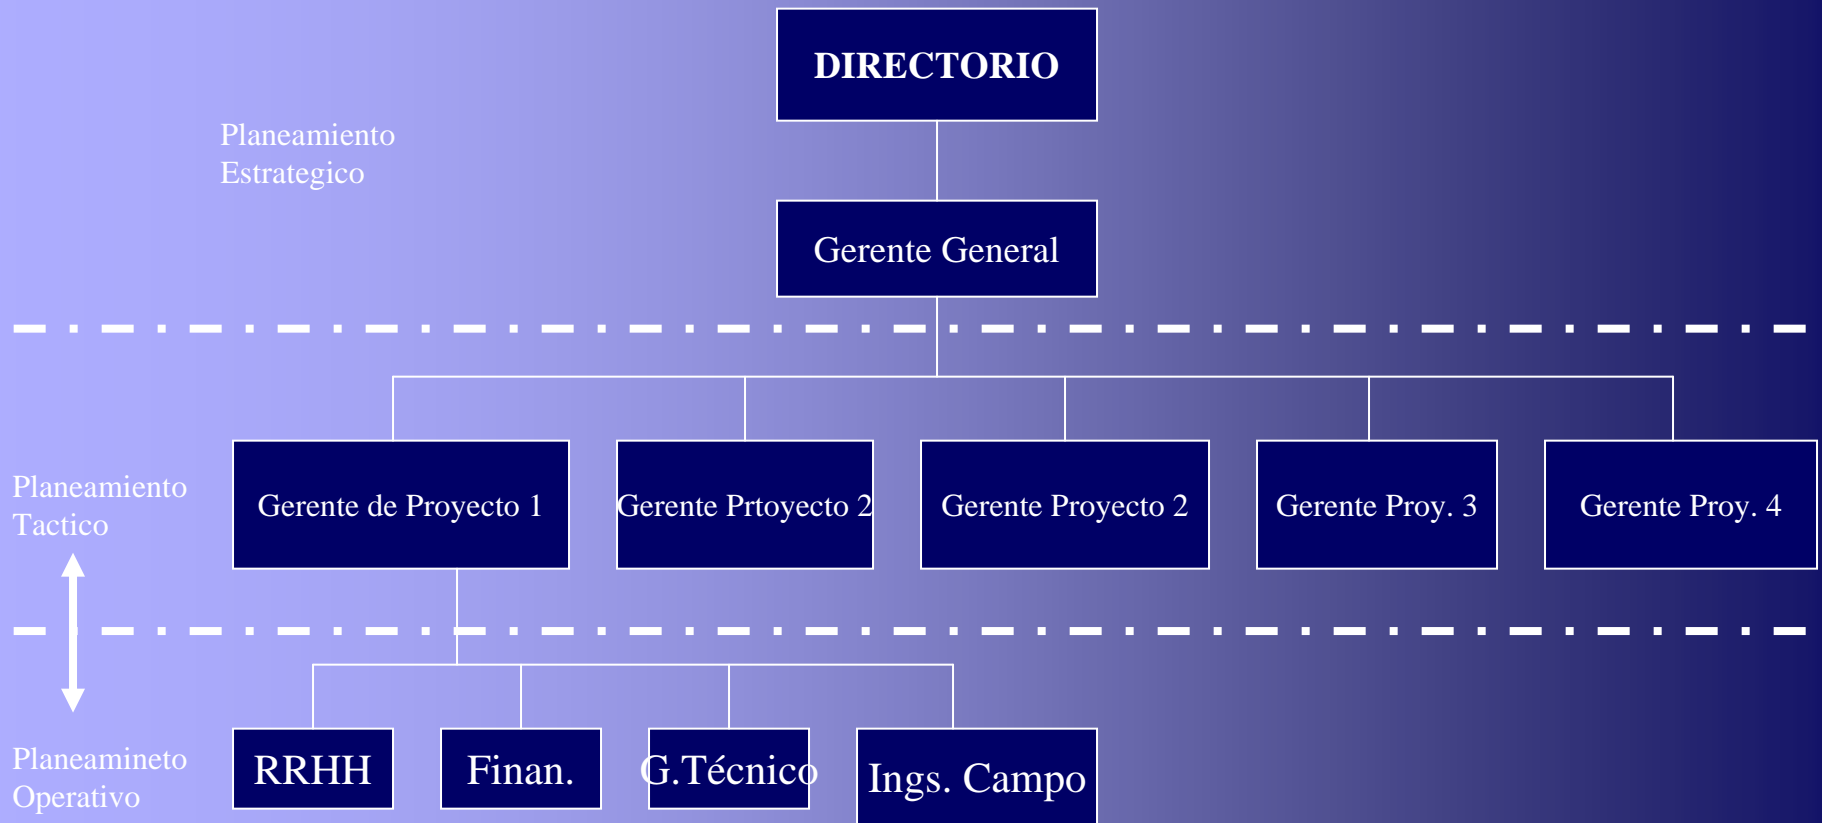 DIRECTORIO
Planeamiento
Estrategico
Gerente General
Planeamiento
Tactico
Gerente de Proyecto 1
Gerente Prtoyecto 2
Gerente Proyecto 2
Gerente Proy. 3
Gerente Proy. 4
Planeamineto
Operativo
RRHH
Finan.
G.Técnico
Ings. Campo